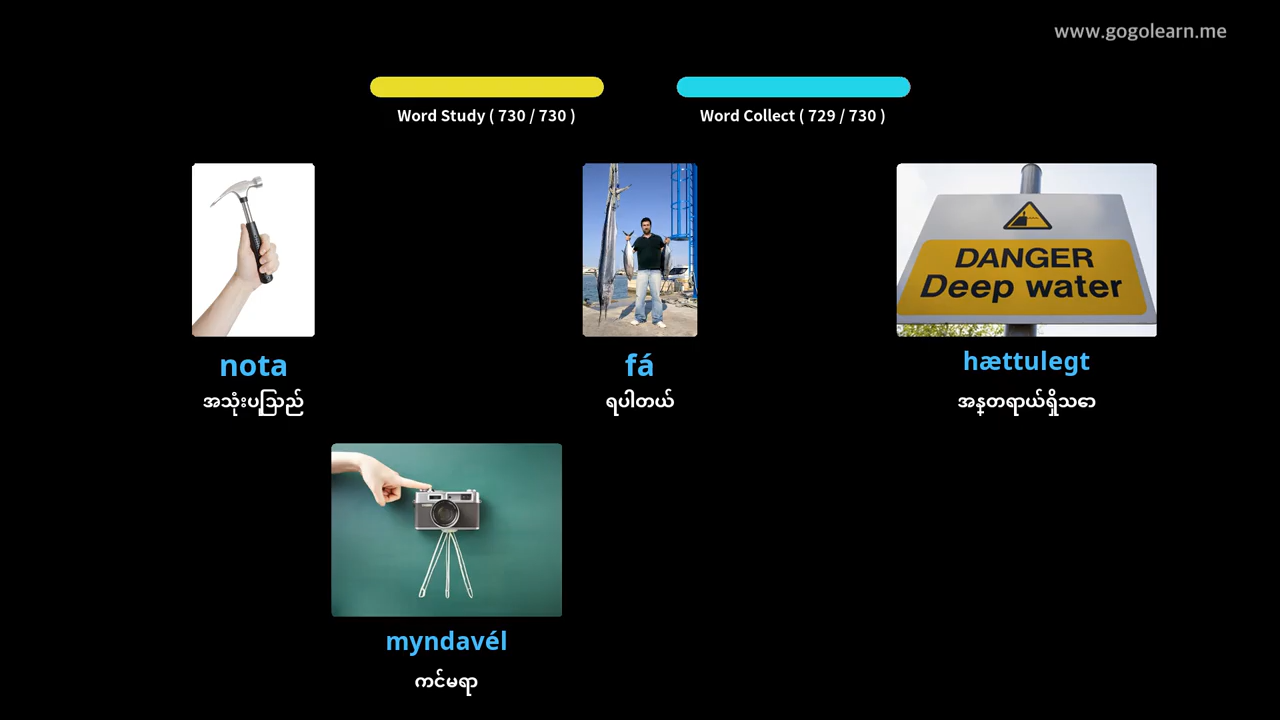 www.gogolearn.me
Word Study ( 730 / 730 )
Word Collect ( 729 / 730 )
DANGER
Deep water
nota
fá
hættulegt
အသုံးပြုသည်
ရပါတယ်
အန္တရာယ်ရှိသော
myndavél
ကင်မရာ